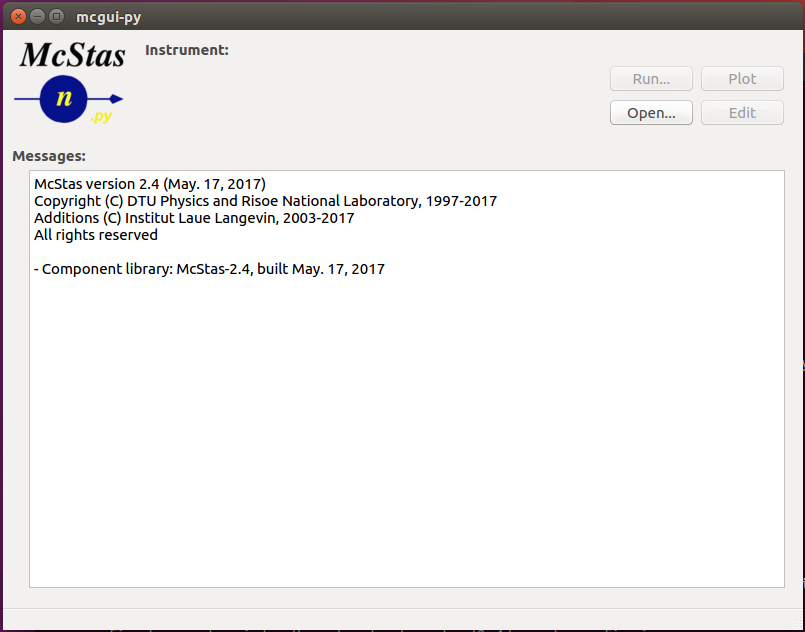 mcgui-py
McStas
n
.py
Instrument:
Run...
Plot
Open...
Edit
Messages:
McStas version 2.4 (May. 17, 2017)
Copyright (C) DTU Physics and Risoe National Laboratory, 1997-2017
Additions (C) Institut Laue Langevin, 2003-2017
All rights reserved
- Component library: McStas-2.4, built May. 17, 2017